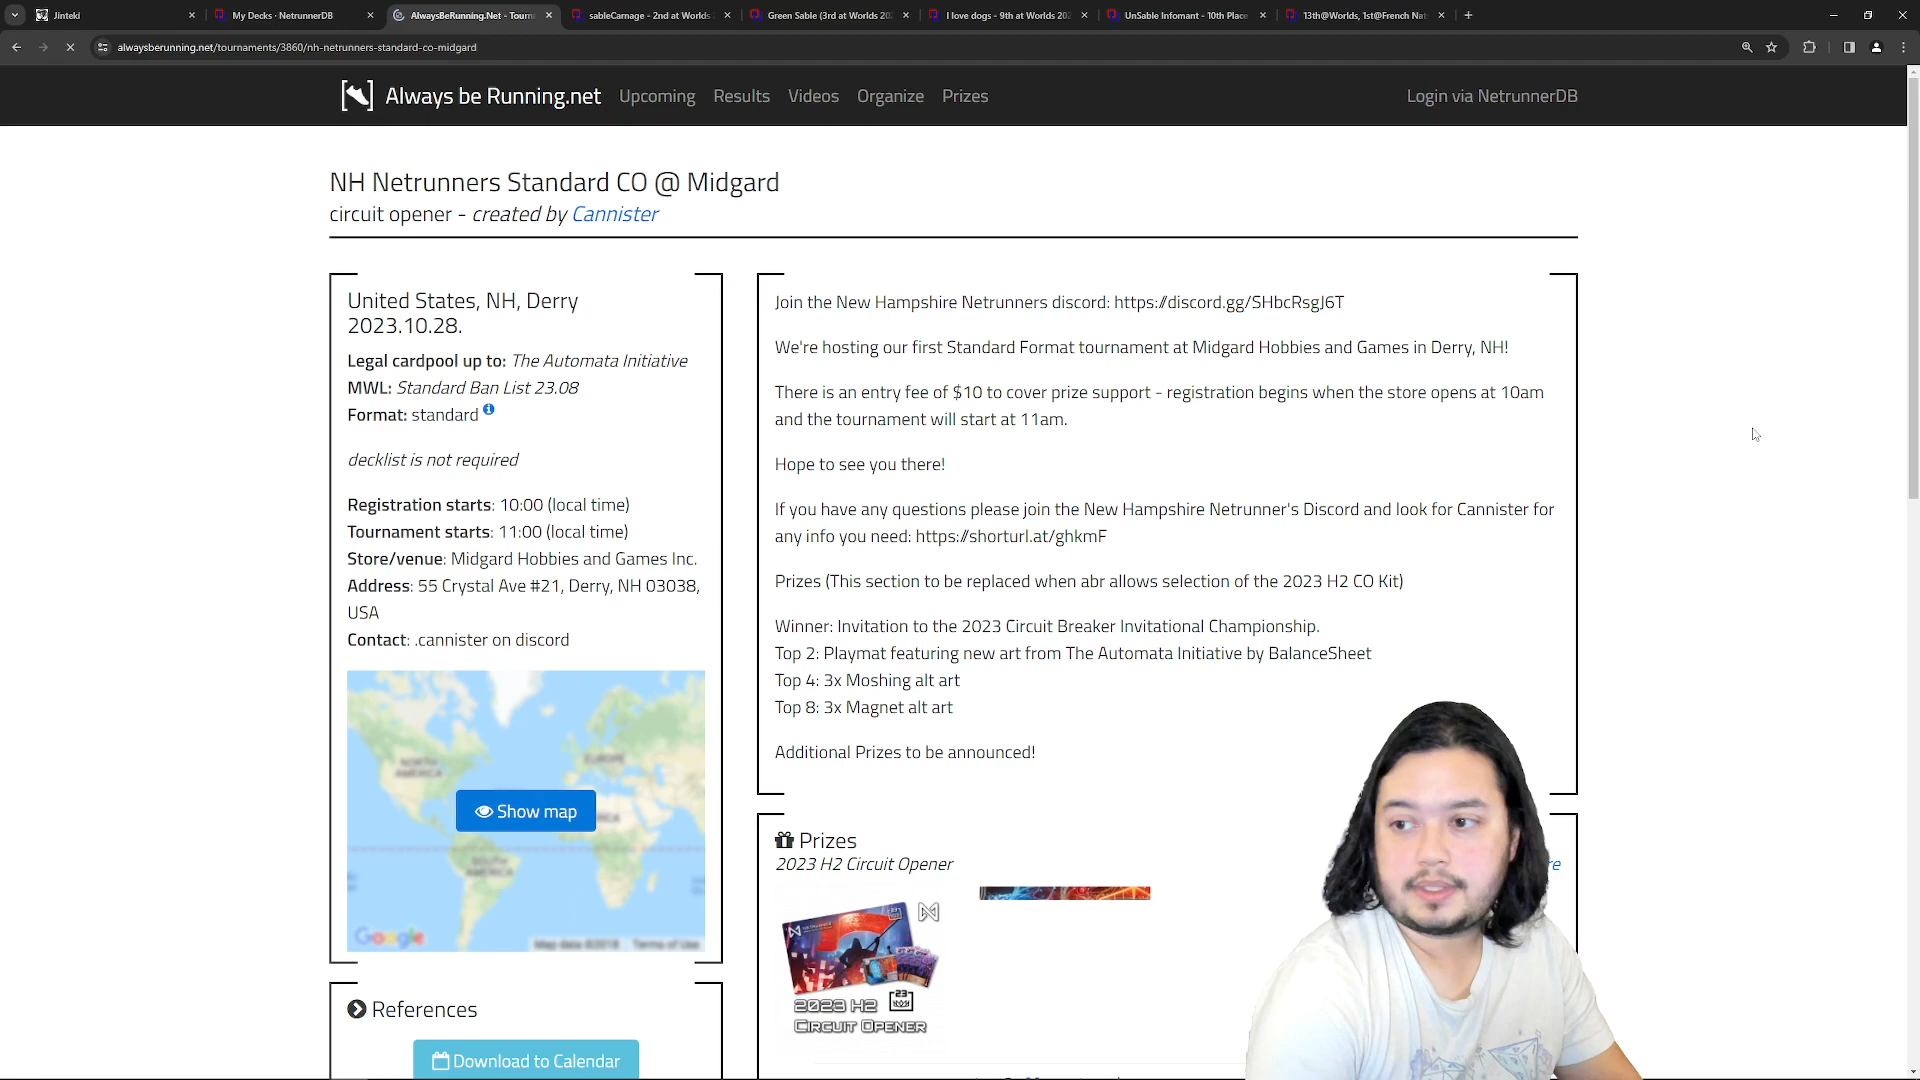 Jinteki
My Decks · NetrunnerDB
AlwaysBeRunning.Net - Tourn
sableCarnage - 2nd at Worlds
Green Sable (3rd at Worlds 20
I love dogs - 9th at Worlds 20
UnSable Infomant - 10th Place
13th@Worlds, 1st@French Nat
alwaysberunning.net/tournaments/3860/nh-netrunners-standard-co-midgard
Always be Running.net
Upcoming
Results
Videos
Organize
Prizes
Login via NetrunnerDB
NH Netrunners Standard CO @ Midgard
circuit opener - created by Cannister
United States, NH, Derry
2023.10.28.
Legal cardpool up to: The Automata Initiative
MWL: Standard Ban List 23.08
Format: standard
decklist is not required
Registration starts: 10:00 (local time)
Tournament starts: 11:00 (local time)
Store/venue: Midgard Hobbies and Games Inc.
Address: 55 Crystal Ave #21, Derry, NH 03038,
USA
Contact: .cannister on discord
NORTH
AMERICA
EUROPE
Show map
SOUTH
AMERICA
Google
Map data ©2018
Terms of Use
References
Download to Calendar
Join the New Hampshire Netrunners discord: https://discord.gg/SHbcRsgJ6T
We're hosting our first Standard Format tournament at Midgard Hobbies and Games in Derry, NH!
There is an entry fee of $10 to cover prize support - registration begins when the store opens at 10am
and the tournament will start at 11am.
Hope to see you there!
If you have any questions please join the New Hampshire Netrunner's Discord and look for Cannister for
any info you need: https://shorturl.at/ghkmF
Prizes (This section to be replaced when abr allows selection of the 2023 H2 CO Kit)
Winner: Invitation to the 2023 Circuit Breaker Invitational Championship.
Top 2: Playmat featuring new art from The Automata Initiative by BalanceSheet
Top 4: 3x Moshing alt art
Top 8: 3x Magnet alt art
Additional Prizes to be announced!
Prizes
2023 H2 Circuit Opener
2023 H2
CIRCUIT OPENER